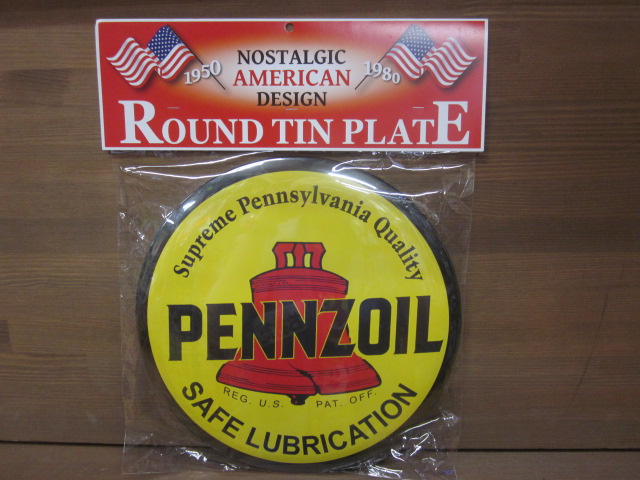 NOSTALGIC
1950 AMERICAN 1980
DESIGN
ROUND TIN PLATE
Supreme Pennsylvania Quality
PENNZOIL
REG. U.S. PAT. OFF.
SAFE LUBRICATION